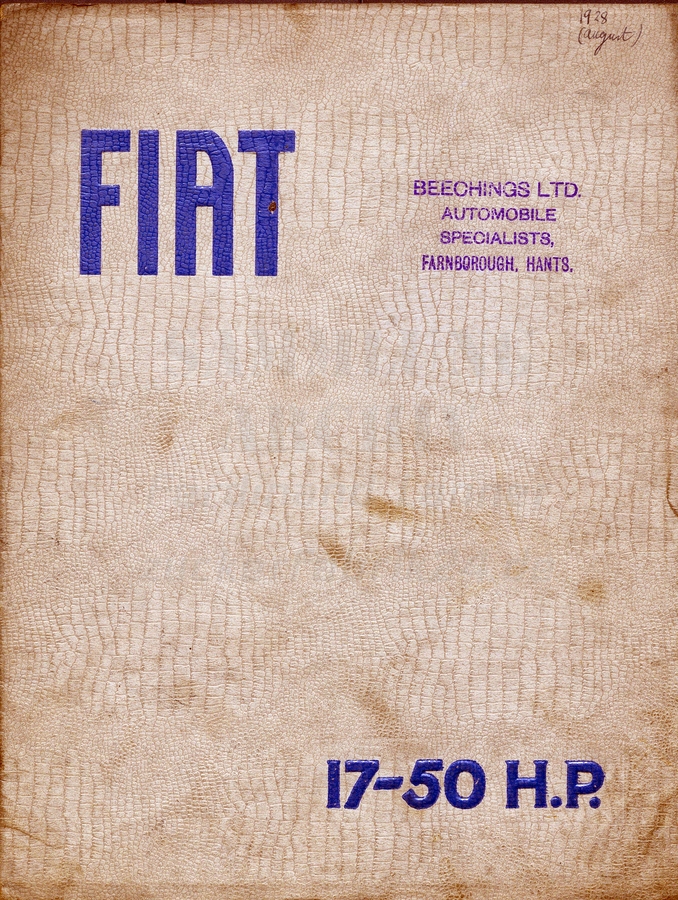 1928
(august)
FIAT
BEECHINGS LTD.
AUTOMOBILE
SPECIALISTS,
FARNBOROUGH, HANTS.
17-50 H.P.